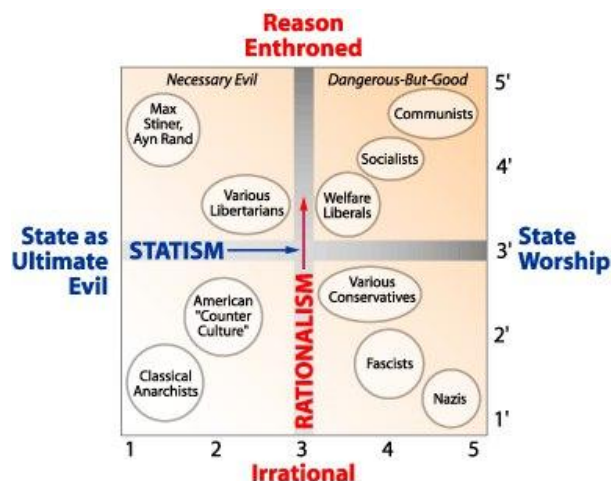 Reason
Enthroned
Necessary Evil
Dangerous-But-Good
5'
Max
Stiner,
Ayn Rand
Communists
Socialists
4'
Various
Libertarians
Welfare
Liberals
State as
Ultimate
Evil
STATISM
3'
State
Worship
RATIONALISM
American
"Counter
Culture"
Various
Conservatives
2'
Classical
Anarchists
Fascists
Nazis
1'
1 2 3 4 5
Irrational